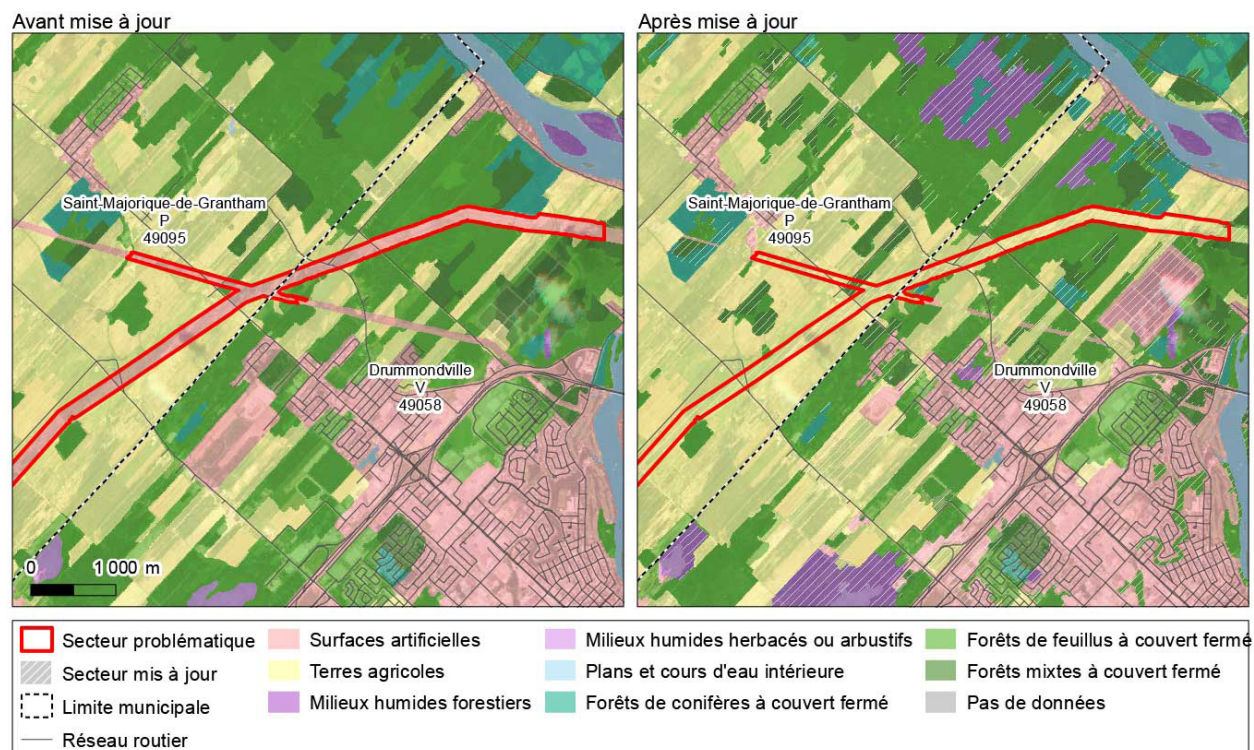 Avant mise à jour
Après mise à jour
Saint-Majorique-de-Grantham
P
49095
Drummondville
V
49058
0 1 000 m
Saint-Majorique-de-Grantham
P
49095
Drummondville
V
49058
Secteur problématique
Secteur mis à jour
Limite municipale
Réseau routier
Surfaces artificielles
Terres agricoles
Milieux humides forestiers
Milieux humides herbacés ou arbustifs
Plans et cours d'eau intérieure
Forêts de conifères à couvert fermé
Forêts de feuillus à couvert fermé
Forêts mixtes à couvert fermé
Pas de données